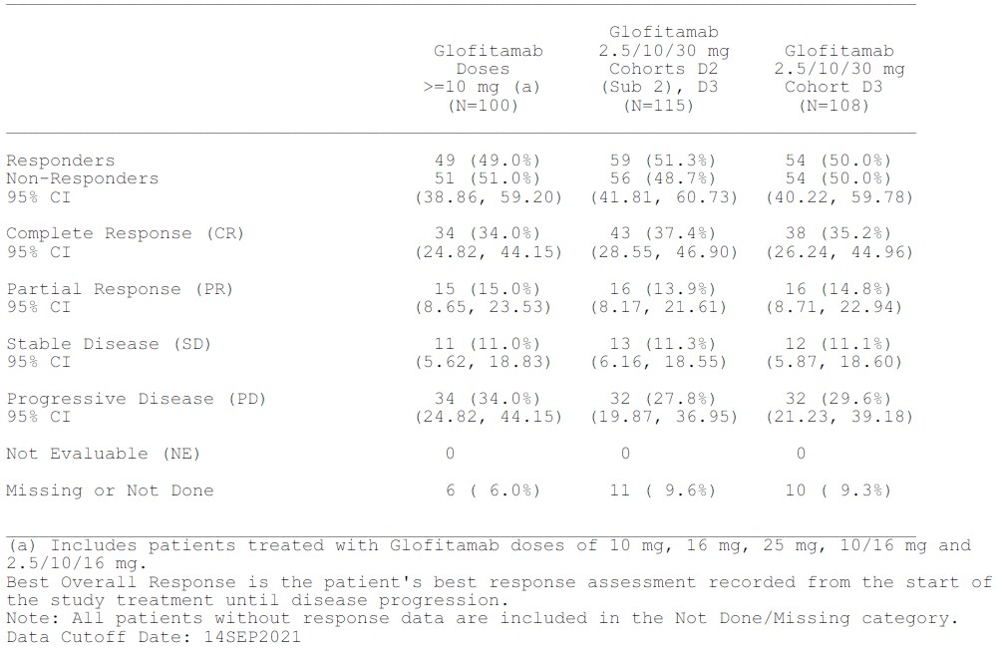 Glofitamab
Glofitamab 2.5/10/30 mg Glofitamab
Doses Cohorts D2 2.5/10/30 mg
>=10 mg (a) (Sub 2), D3 Cohort D3
(N=100) (N=115) (N=108)
Responders 49 (49.0%) 59 (51.3%) 54 (50.0%)
Non-Responders 51 (51.0%) 56 (48.7%) 54 (50.0%)
95% CI (38.86, 59.20) (41.81, 60.73) (40.22, 59.78)
Complete Response (CR) 34 (34.0%) 43 (37.4%) 38 (35.2%)
95% CI (24.82, 44.15) (28.55, 46.90) (26.24, 44.96)
Partial Response (PR) 15 (15.0%) 16 (13.9%) 16 (14.8%)
95% CI (8.65, 23.53) (8.17, 21.61) (8.71, 22.94)
Stable Disease (SD) 11 (11.0%) 13 (11.3%) 12 (11.1%)
95% CI (5.62, 18.83) (6.16, 18.55) (5.87, 18.60)
Progressive Disease (PD) 34 (34.0%) 32 (27.8%) 32 (29.6%)
95% CI (24.82, 44.15) (19.87, 36.95) (21.23, 39.18)
Not Evaluable (NE) 0 0 0
Missing or Not Done 6 ( 6.0%) 11 ( 9.6%) 10 ( 9.3%)
(a) Includes patients treated with Glofitamab doses of 10 mg, 16 mg, 25 mg, 10/16 mg and
2.5/10/16 mg.
Best Overall Response is the patient's best response assessment recorded from the start of
the study treatment until disease progression.
Note: All patients without response data are included in the Not Done/Missing category.
Data Cutoff Date: 14SEP2021